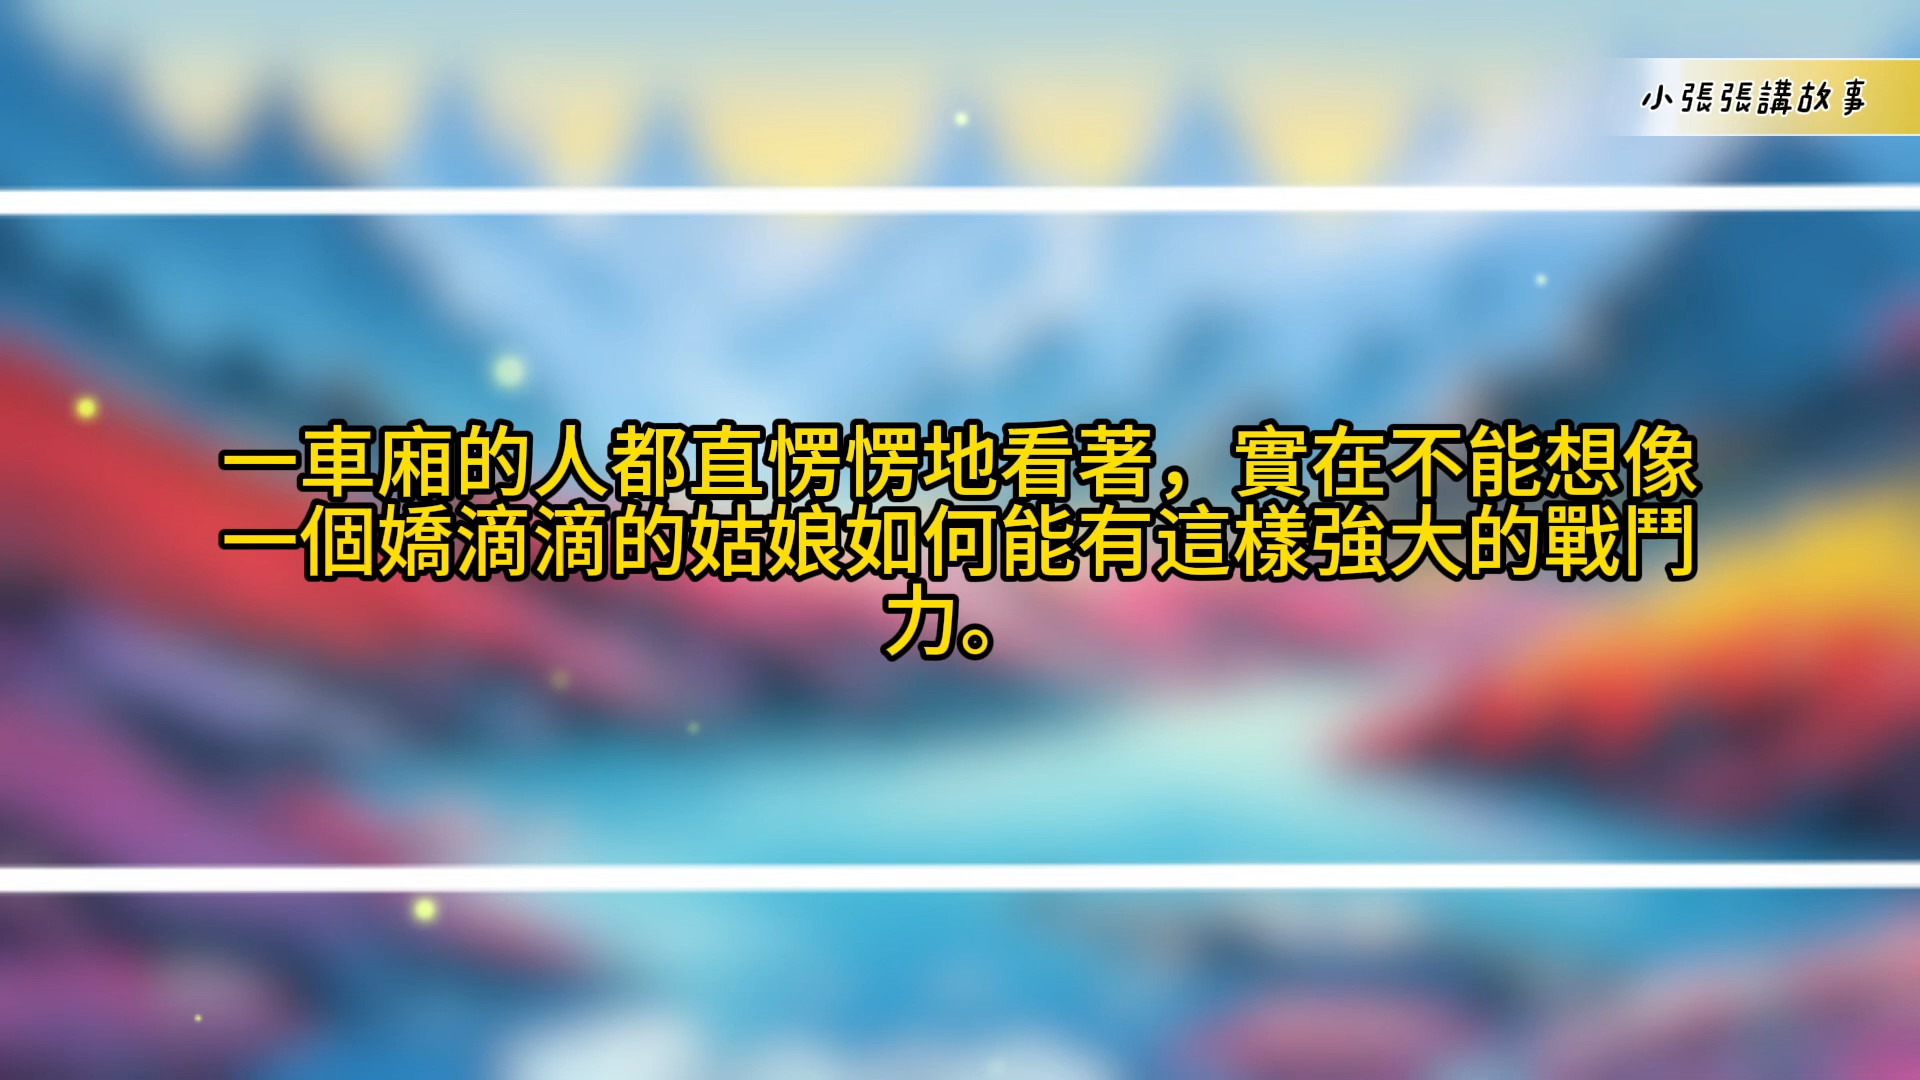 小張張講故事
一車廂的人都直愣愣地看著，實在不能想像
一個嬌滴滴的姑娘如何能有這樣強大的戰鬥
力。